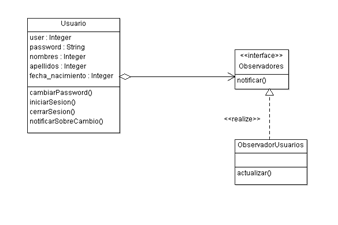 Usuario
user : Integer
password : String
nombres : Integer
apellidos : Integer
fecha_nacimiento : Integer
cambiarPassword()
iniciarSesion()
cerrarSesion()
notificarSobreCambio()
<<interface>>
Observadores
notificar()
<<realize>>
ObservadorUsuarios
actualizar()